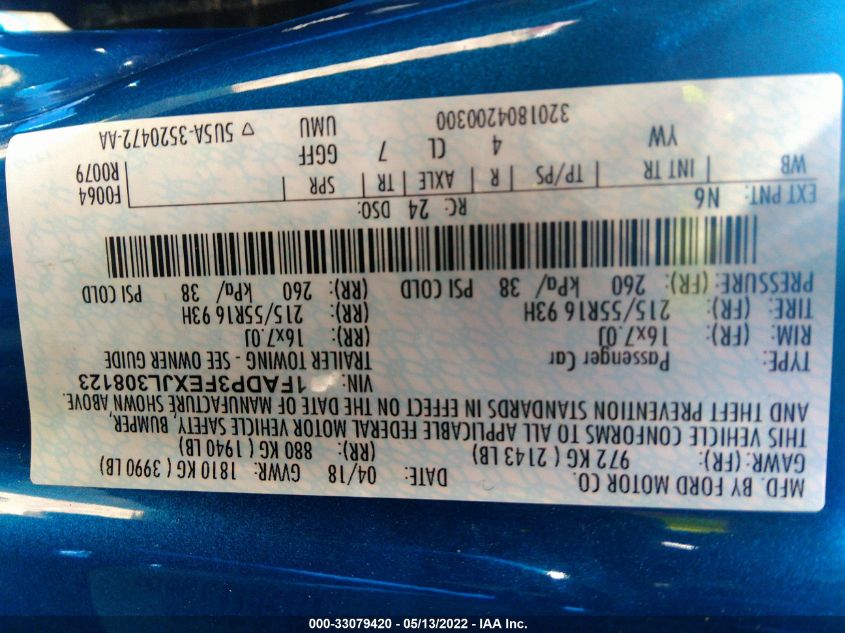 MFD. BY FORD MOTOR CO.
DATE: 04/18 GVWR: 1810 KG ( 3990 LB)
GAWR: (FR): 972 KG ( 2143 LB) (RR): 880 KG ( 1940 LB)
THIS VEHICLE CONFORMS TO ALL APPLICABLE FEDERAL MOTOR VEHICLE SAFETY, BUMPER,
AND THEFT PREVENTION STANDARDS IN EFFECT ON THE DATE OF MANUFACTURE SHOWN ABOVE.
VIN: 1FADP3FEXJL308123
TYPE: Passenger Car TRAILER TOWING - SEE OWNER GUIDE
RIM: (FR): 16x7.0J (RR): 16x7.0J
TIRE: (FR): 215/55R16 93H (RR): 215/55R16 93H
PRESSURE: (FR): 260 kPa/ 38 PSI COLD (RR): 260 kPa/ 38 PSI COLD
EXT PNT: N6 RC: 24 DSO: F0064
WB INT TR TP/PS R AXLE TR SPR R0079
YW 4 CL 7 GGFF
3201804200300 UMU ▽ 5U5A-3520472-AA
000-33079420 - 05/13/2022 - IAA Inc.